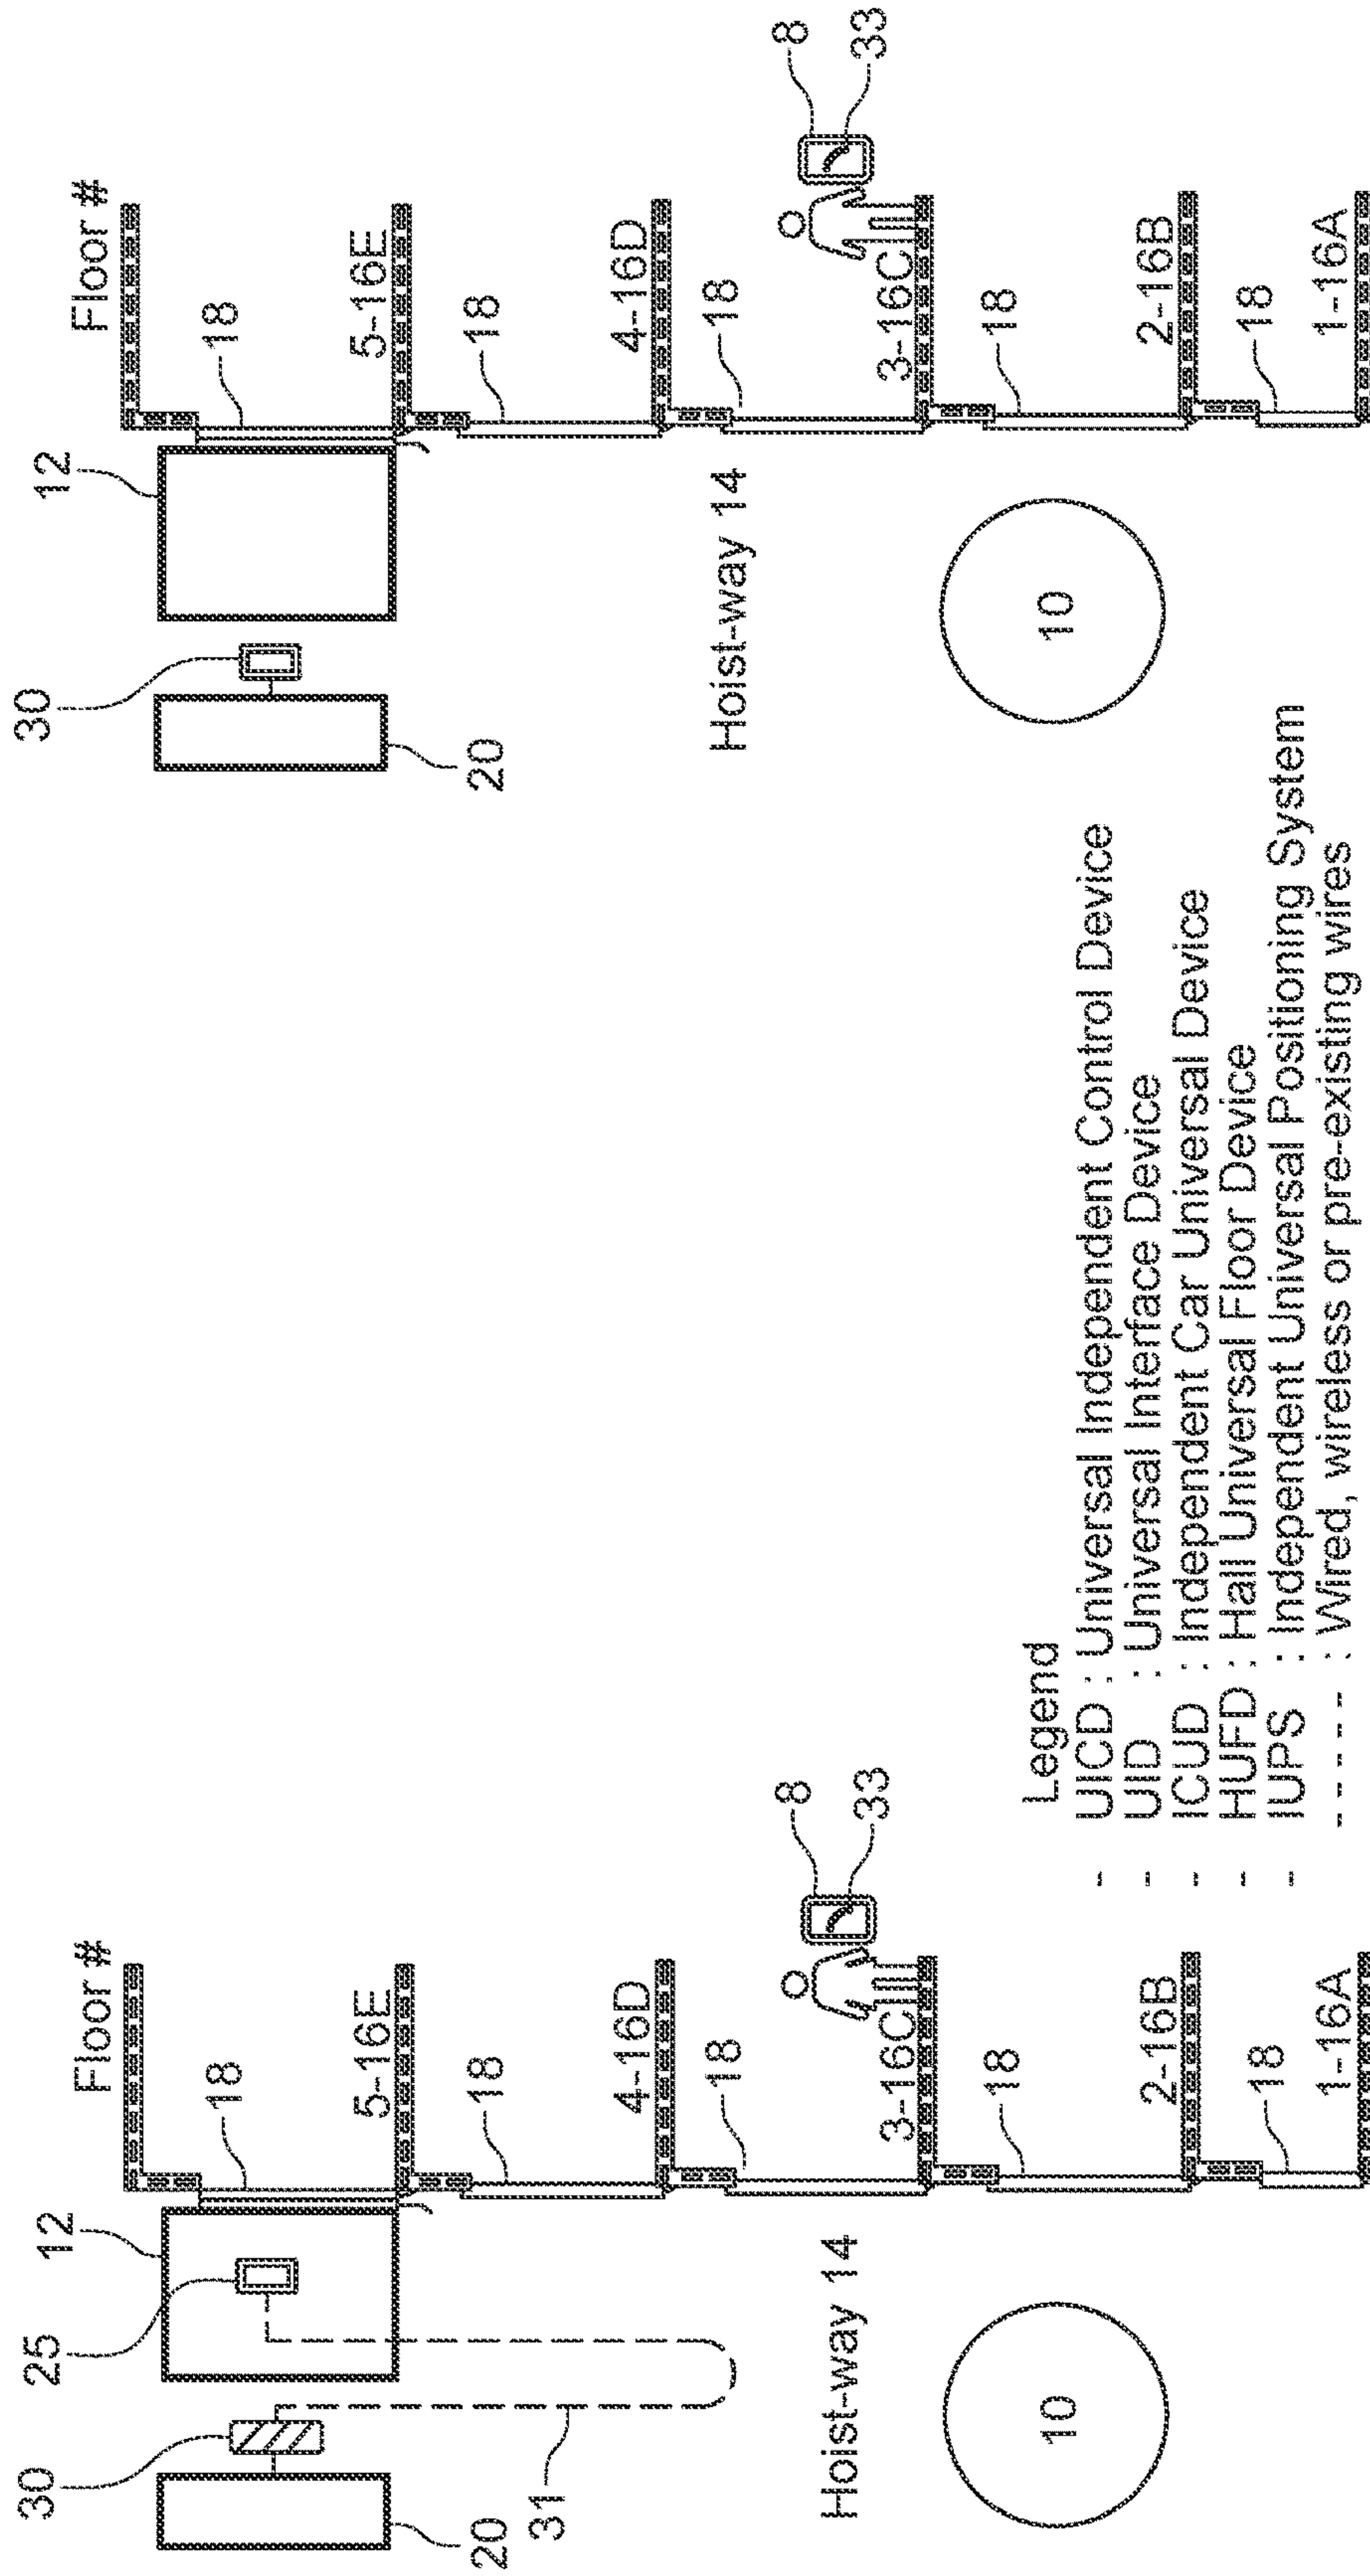 Floor #
12
25
30
18
5-16E
20
31
18
4-16D
18
8
33
3-16C
Hoist-way 14
18
10
2-16B
18
1-16A
Floor #
12
30
18
5-16E
20
18
4-16D
18
8
33
3-16C
Hoist-way 14
18
10
2-16B
18
1-16A
Legend
- UICD : Universal Independent Control Device
- UID : Universal Interface Device
- ICUD : Independent Car Universal Device
- HUFD : Hall Universal Floor Device
- IUPS : Independent Universal Positioning System
- - - - - : Wired, wireless or pre-existing wires